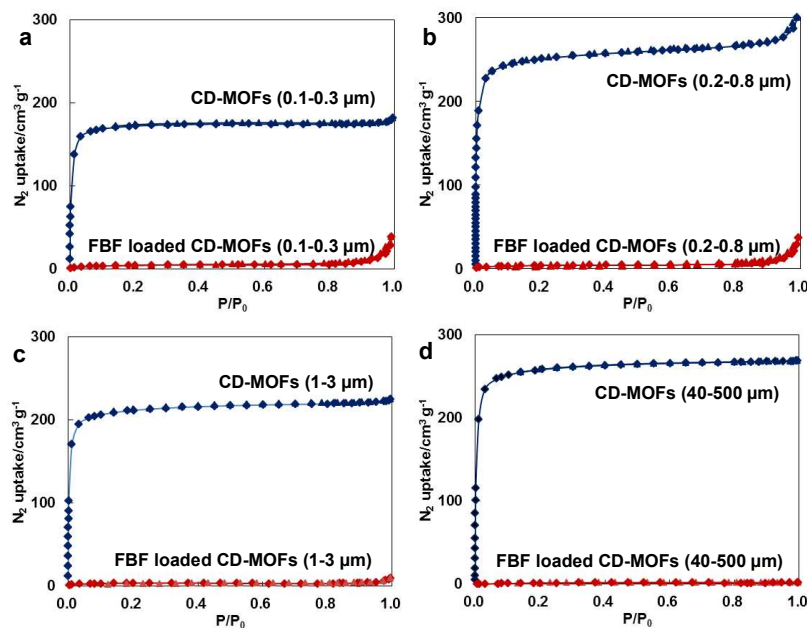 a
300
200
100
0
N₂ uptake/cm³ g⁻¹
CD-MOFs (0.1-0.3 μm)
FBF loaded CD-MOFs (0.1-0.3 μm)
0.0 0.2 0.4 0.6 0.8 1.0
P/P₀
b
300
200
100
0
N₂ uptake/cm³ g⁻¹
CD-MOFs (0.2-0.8 μm)
FBF loaded CD-MOFs (0.2-0.8 μm)
0.0 0.2 0.4 0.6 0.8 1.0
P/P₀
c
300
200
100
0
N₂ uptake/cm³ g⁻¹
CD-MOFs (1-3 μm)
FBF loaded CD-MOFs (1-3 μm)
0.0 0.2 0.4 0.6 0.8 1.0
P/P₀
d
300
200
100
0
N₂ uptake/cm³ g⁻¹
CD-MOFs (40-500 μm)
FBF loaded CD-MOFs (40-500 μm)
0.0 0.2 0.4 0.6 0.8 1.0
P/P₀